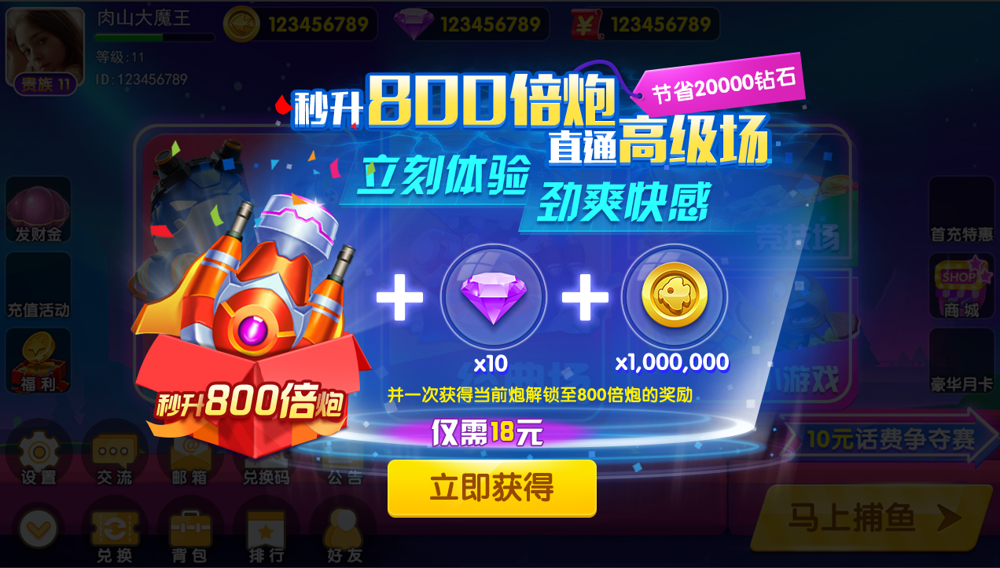 肉山大魔王
123456789
123456789
¥
123456789
等级:11
ID:123456789
贵族 11
节省20000钻石
秒升800倍炮
直通高级场
立刻体验
劲爽快感
竞技场
发财金
首充特惠
充值活动
SHOP
商城
福利
x10
x1,000,000
经典场
小游戏
豪华月卡
秒升800倍炮
并一次获得当前炮解锁至800倍炮的奖励
仅需18元
10元话费争夺赛
设置
交流
@
邮箱
兑换码
公告
立即获得
马上捕鱼
兑换
背包
排行
好友